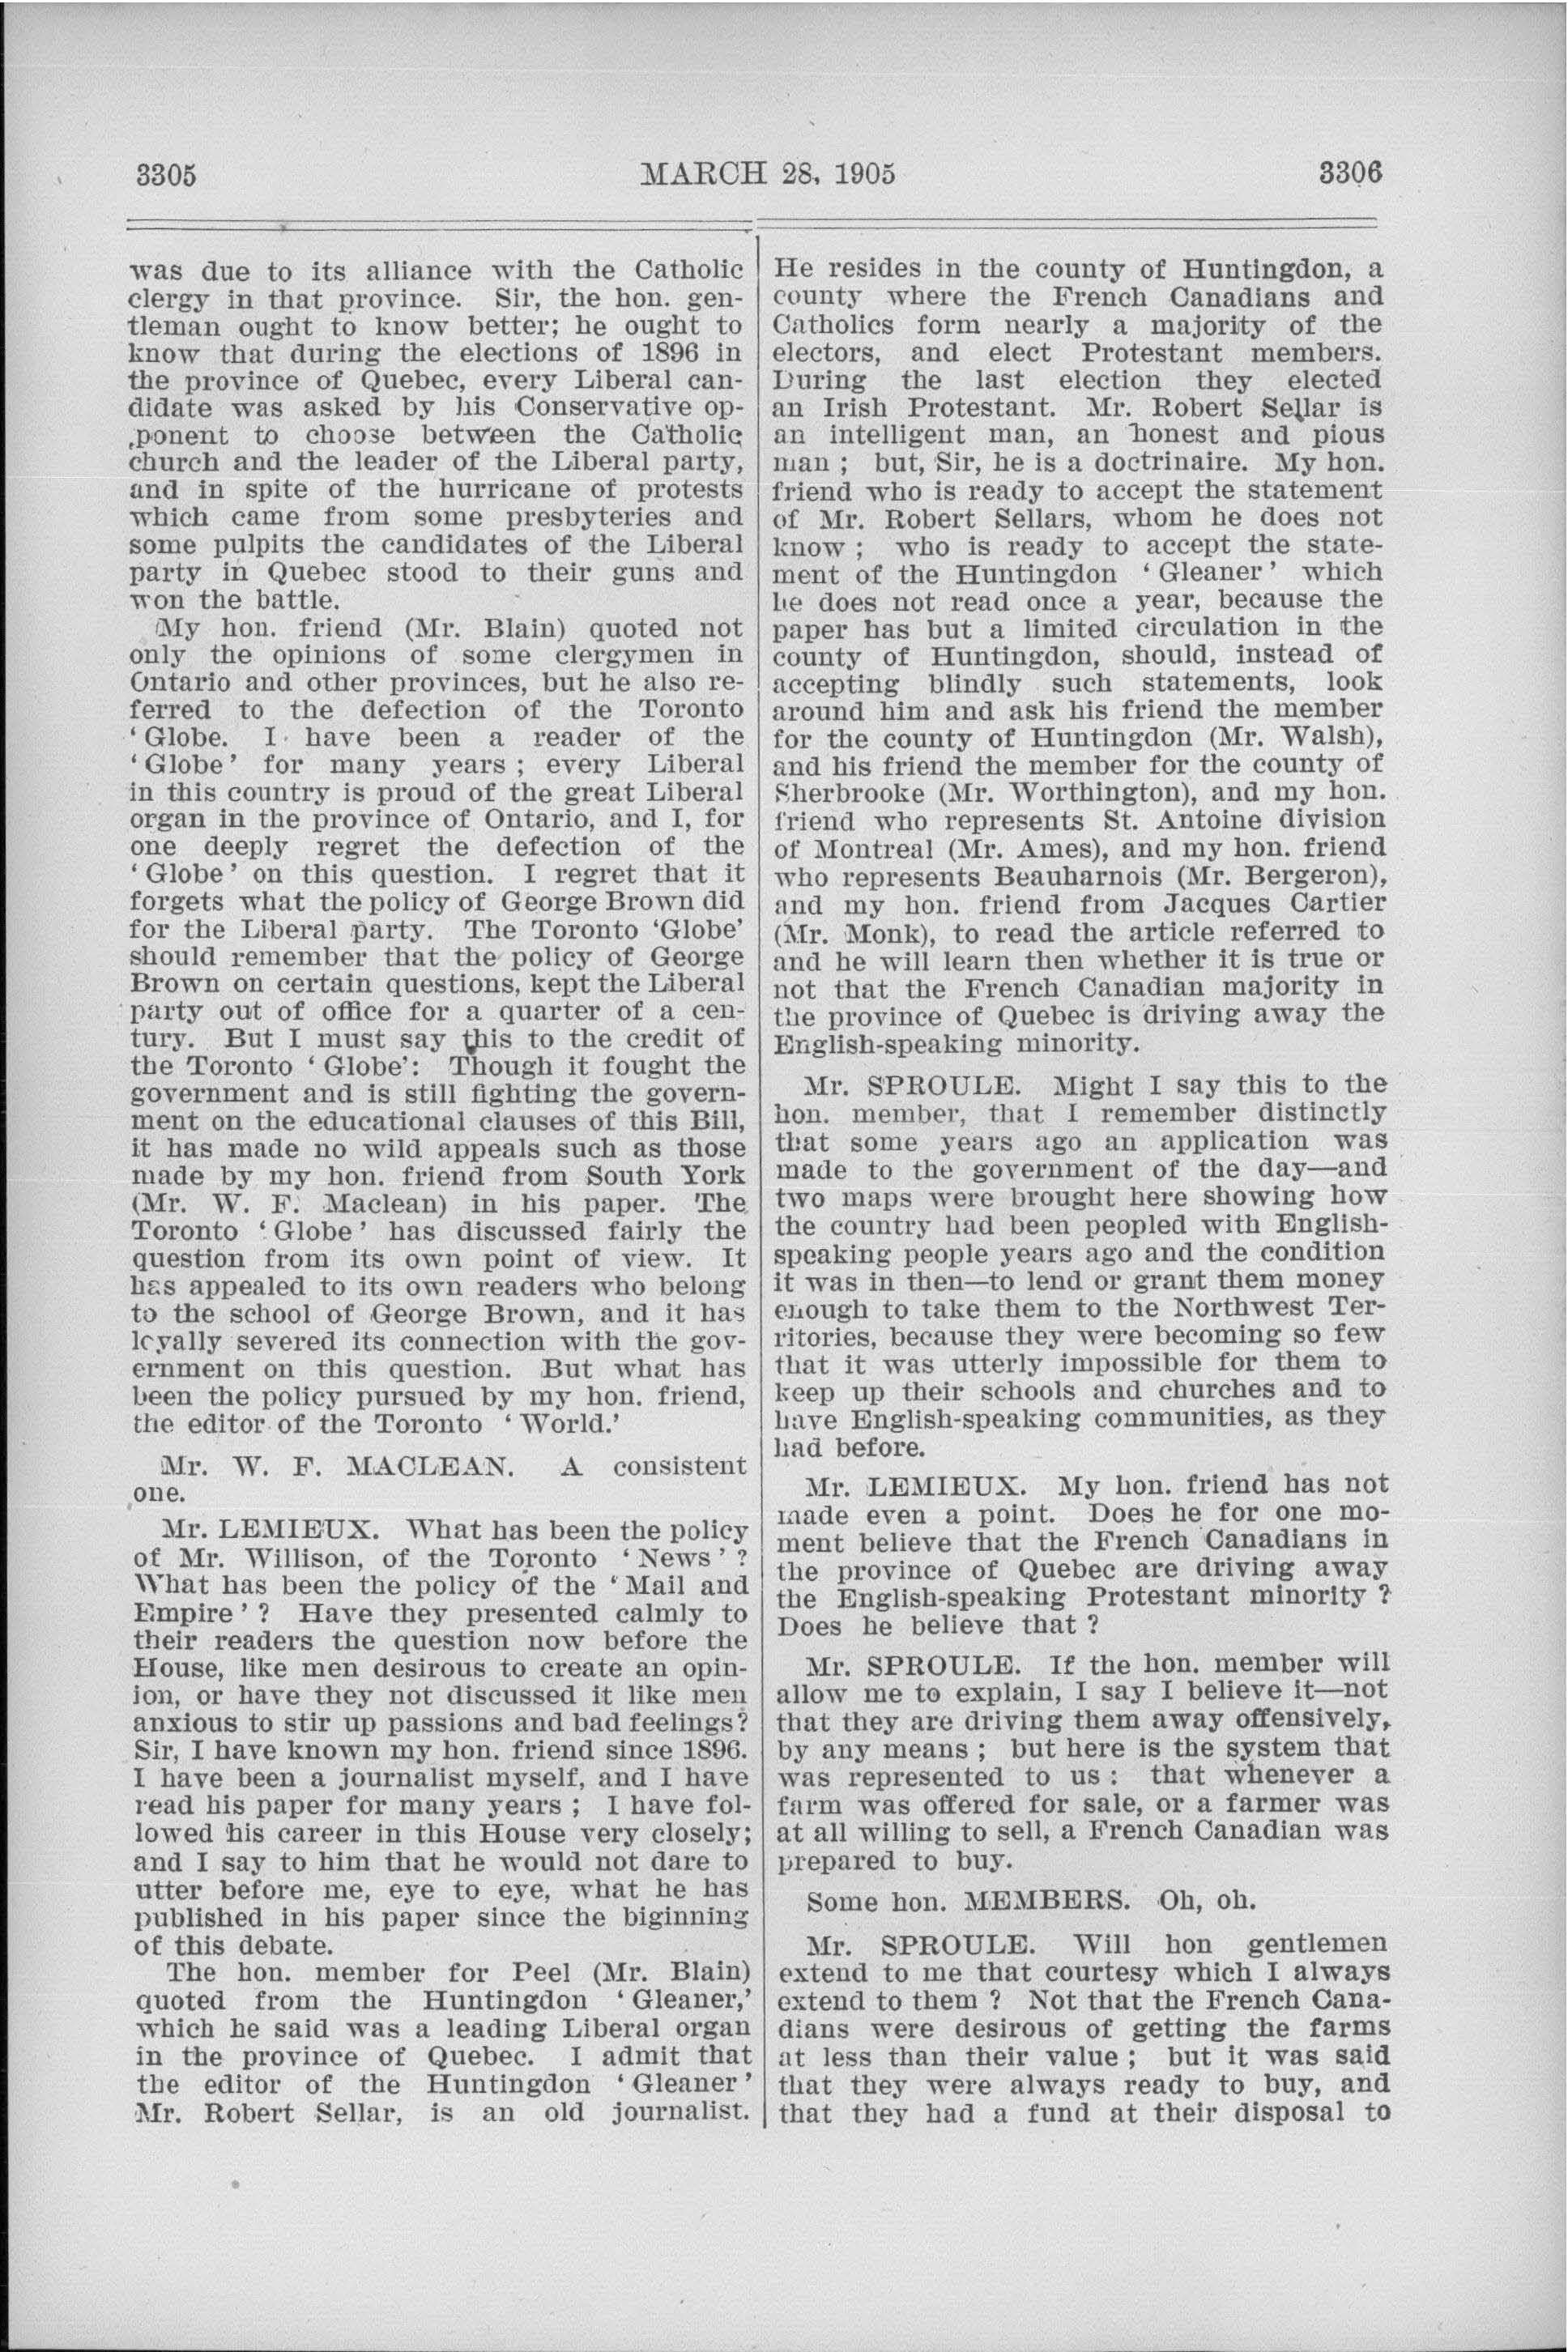 3305
MARCH 28, 1905
3306
was due to its alliance with the Catholic
clergy in that province. Sir, the hon. gen-
tleman ought to know better; he ought to
know that during the elections of 1896 in
the province of Quebec, every Liberal can-
didate was asked by his Conservative op-
ponent to choose between the Catholic
church and the leader of the Liberal party,
and in spite of the hurricane of protests
which came from some presbyteries and
some pulpits the candidates of the Liberal
party in Quebec stood to their guns and
won the battle.
My hon. friend (Mr. Blain) quoted not
only the opinions of some clergymen in
Ontario and other provinces, but he also re-
ferred to the defection of the Toronto
‘Globe. I have been a reader of the
‘Globe’ for many years; every Liberal
in this country is proud of the great Liberal
organ in the province of Ontario, and I, for
one deeply regret the defection of the
‘Globe’ on this question. I regret that it
forgets what the policy of George Brown did
for the Liberal party. The Toronto ‘Globe’
should remember that the policy of George
Brown on certain questions, kept the Liberal
party out of office for a quarter of a cen-
tury. But I must say this to the credit of
the Toronto ‘Globe’: Though it fought the
government and is still fighting the govern-
ment on the educational clauses of this Bill,
it has made no wild appeals such as those
made by my hon. friend from South York
(Mr. W. F. Maclean) in his paper. The
Toronto ‘Globe’ has discussed fairly the
question from its own point of view. It
has appealed to its own readers who belong
to the school of George Brown, and it has
loyally severed its connection with the gov-
ernment on this question. But what has
been the policy pursued by my hon. friend,
the editor of the Toronto ‘World.’
Mr. W. F. MACLEAN. A consistent
one.
Mr. LEMIEUX. What has been the policy
of Mr. Willison, of the Toronto ‘News’?
What has been the policy of the ‘Mail and
Empire’? Have they presented calmly to
their readers the question now before the
House, like men desirous to create an opin-
ion, or have they not discussed it like men
anxious to stir up passions and bad feelings?
Sir, I have known my hon. friend since 1896.
I have been a journalist myself, and I have
read his paper for many years; I have fol-
lowed his career in this House very closely;
and I say to him that he would not dare to
utter before me, eye to eye, what he has
published in his paper since the biginning
of this debate.
The hon. member for Peel (Mr. Blain)
quoted from the Huntingdon ‘Gleaner,’
which he said was a leading Liberal organ
in the province of Quebec. I admit that
the editor of the Huntingdon ‘Gleaner’
Mr. Robert Sellar, is an old journalist.
He resides in the county of Huntingdon, a
county where the French Canadians and
Catholics form nearly a majority of the
electors, and elect Protestant members.
During the last election they elected
an Irish Protestant. Mr. Robert Sellar is
an intelligent man, an honest and pious
man; but, Sir, he is a doctrinaire. My hon.
friend who is ready to accept the statement
of Mr. Robert Sellars, whom he does not
know; who is ready to accept the state-
ment of the Huntingdon ‘Gleaner’ which
he does not read once a year, because the
paper has but a limited circulation in the
county of Huntingdon, should, instead of
accepting blindly such statements, look
around him and ask his friend the member
for the county of Huntingdon (Mr. Walsh),
and his friend the member for the county of
Sherbrooke (Mr. Worthington), and my hon.
friend who represents St. Antoine division
of Montreal (Mr. Ames), and my hon. friend
who represents Beauharnois (Mr. Bergeron),
and my hon. friend from Jacques Cartier
(Mr. Monk), to read the article referred to
and he will learn then whether it is true or
not that the French Canadian majority in
the province of Quebec is driving away the
English-speaking minority.
Mr. SPROULE. Might I say this to the
hon. member, that I remember distinctly
that some years ago an application was
made to the government of the day—and
two maps were brought here showing how
the country had been peopled with English-
speaking people years ago and the condition
it was in then—to lend or grant them money
enough to take them to the Northwest Ter-
ritories, because they were becoming so few
that it was utterly impossible for them to
keep up their schools and churches and to
have English-speaking communities, as they
had before.
Mr. LEMIEUX. My hon. friend has not
made even a point. Does he for one mo-
ment believe that the French Canadians in
the province of Quebec are driving away
the English-speaking Protestant minority?
Does he believe that?
Mr. SPROULE. If the hon. member will
allow me to explain, I say I believe it—not
that they are driving them away offensively,
by any means; but here is the system that
was represented to us: that whenever a
farm was offered for sale, or a farmer was
at all willing to sell, a French Canadian was
prepared to buy.
Some hon. MEMBERS. Oh, oh.
Mr. SPROULE. Will hon gentlemen
extend to me that courtesy which I always
extend to them? Not that the French Cana-
dians were desirous of getting the farms
at less than their value; but it was said
that they were always ready to buy, and
that they had a fund at their disposal to